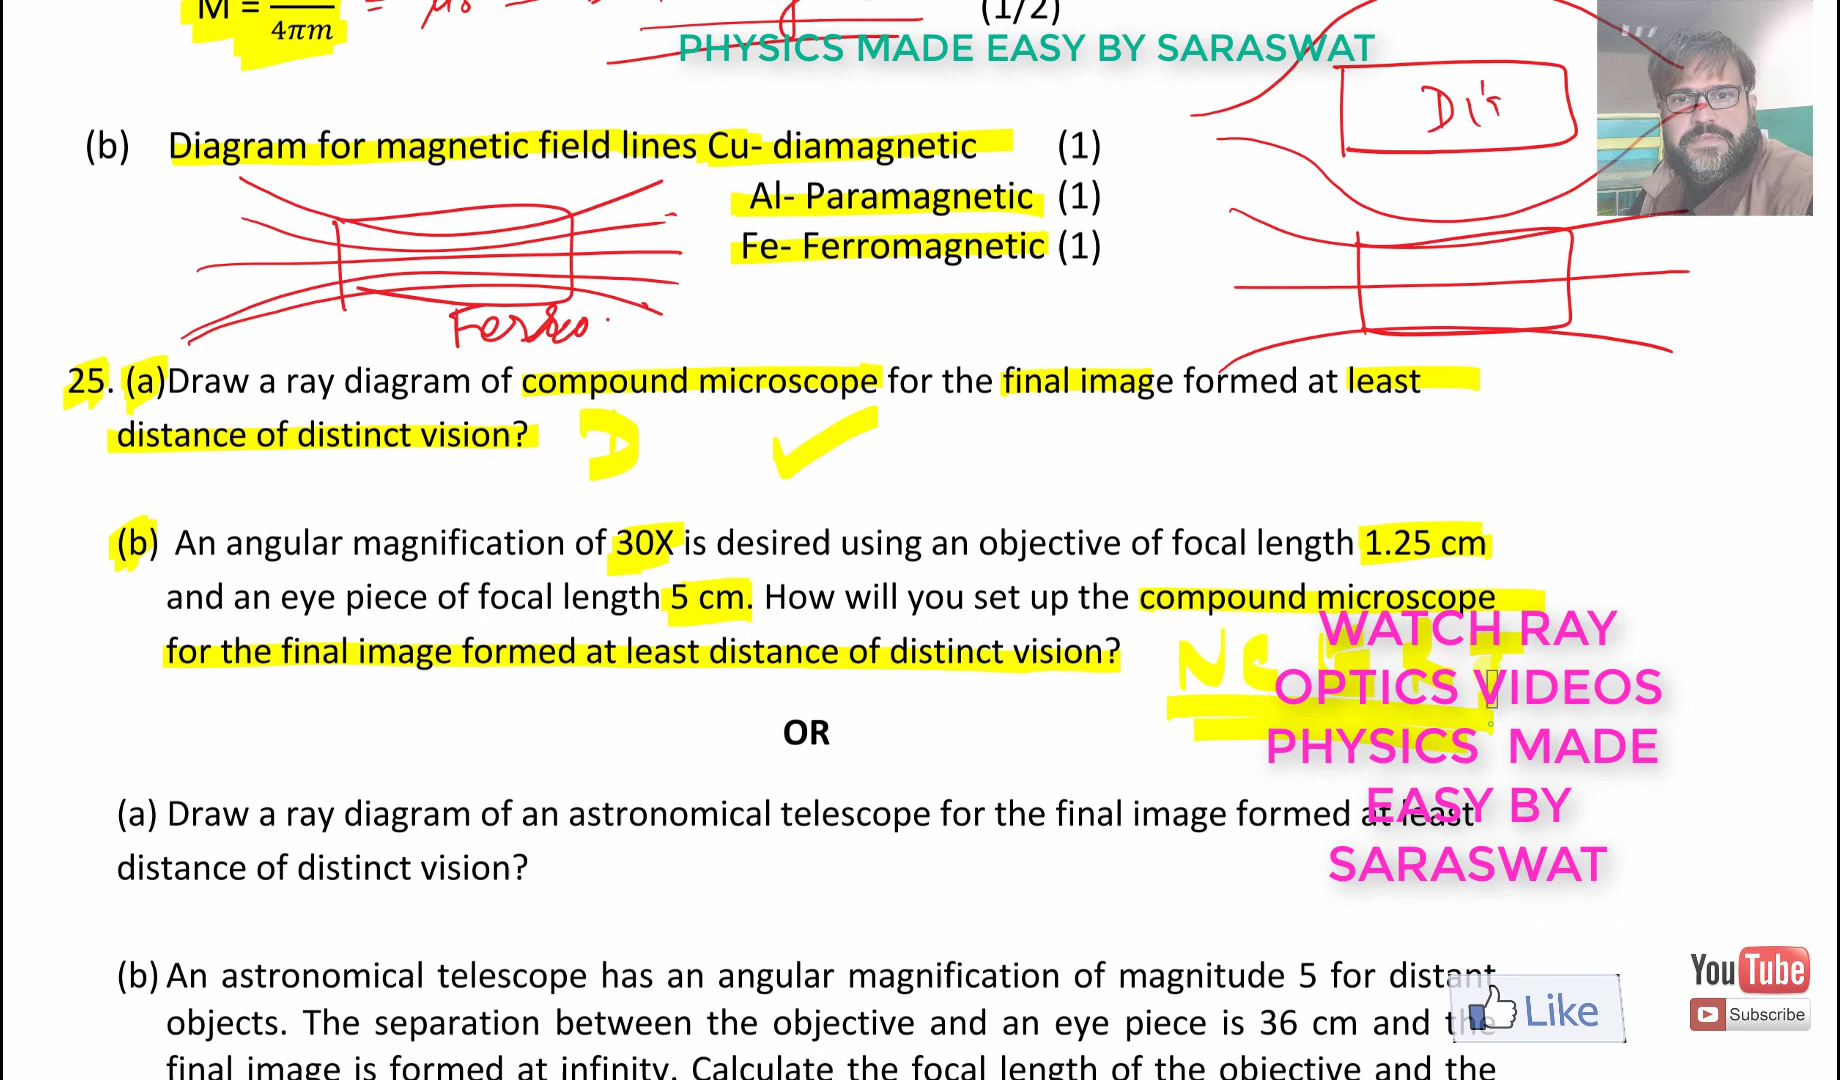 M =
4πm
= μ₀
(1/2)
PHYSICS MADE EASY BY SARASWAT
(b) Diagram for magnetic field lines Cu- diamagnetic (1)
Al- Paramagnetic (1)
Fe- Ferromagnetic (1)
Dia
Ferro.
25. (a)Draw a ray diagram of compound microscope for the final image formed at least
distance of distinct vision?
D
(b) An angular magnification of 30X is desired using an objective of focal length 1.25 cm
and an eye piece of focal length 5 cm. How will you set up the compound microscope
for the final image formed at least distance of distinct vision?
NCERT
WATCH RAY
OPTICS VIDEOS
PHYSICS MADE
EASY BY
SARASWAT
OR
(a) Draw a ray diagram of an astronomical telescope for the final image formed at least
distance of distinct vision?
(b) An astronomical telescope has an angular magnification of magnitude 5 for distant
objects. The separation between the objective and an eye piece is 36 cm and the
final image is formed at infinity. Calculate the focal length of the objective and the
Like
YouTube
Subscribe